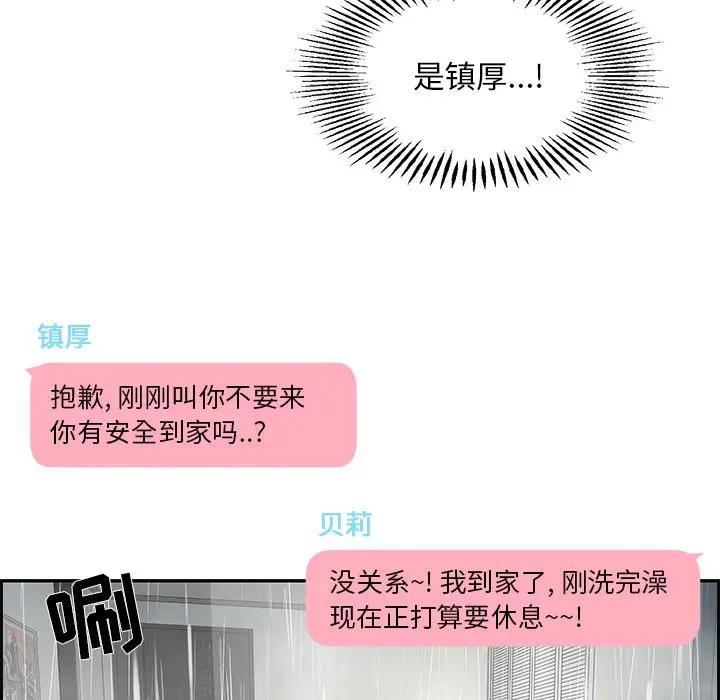 是镇厚...!
镇厚
抱歉, 刚刚叫你不要来
你有安全到家吗..?
贝莉
没关系~! 我到家了, 刚洗完澡
现在正打算要休息~~!
唰